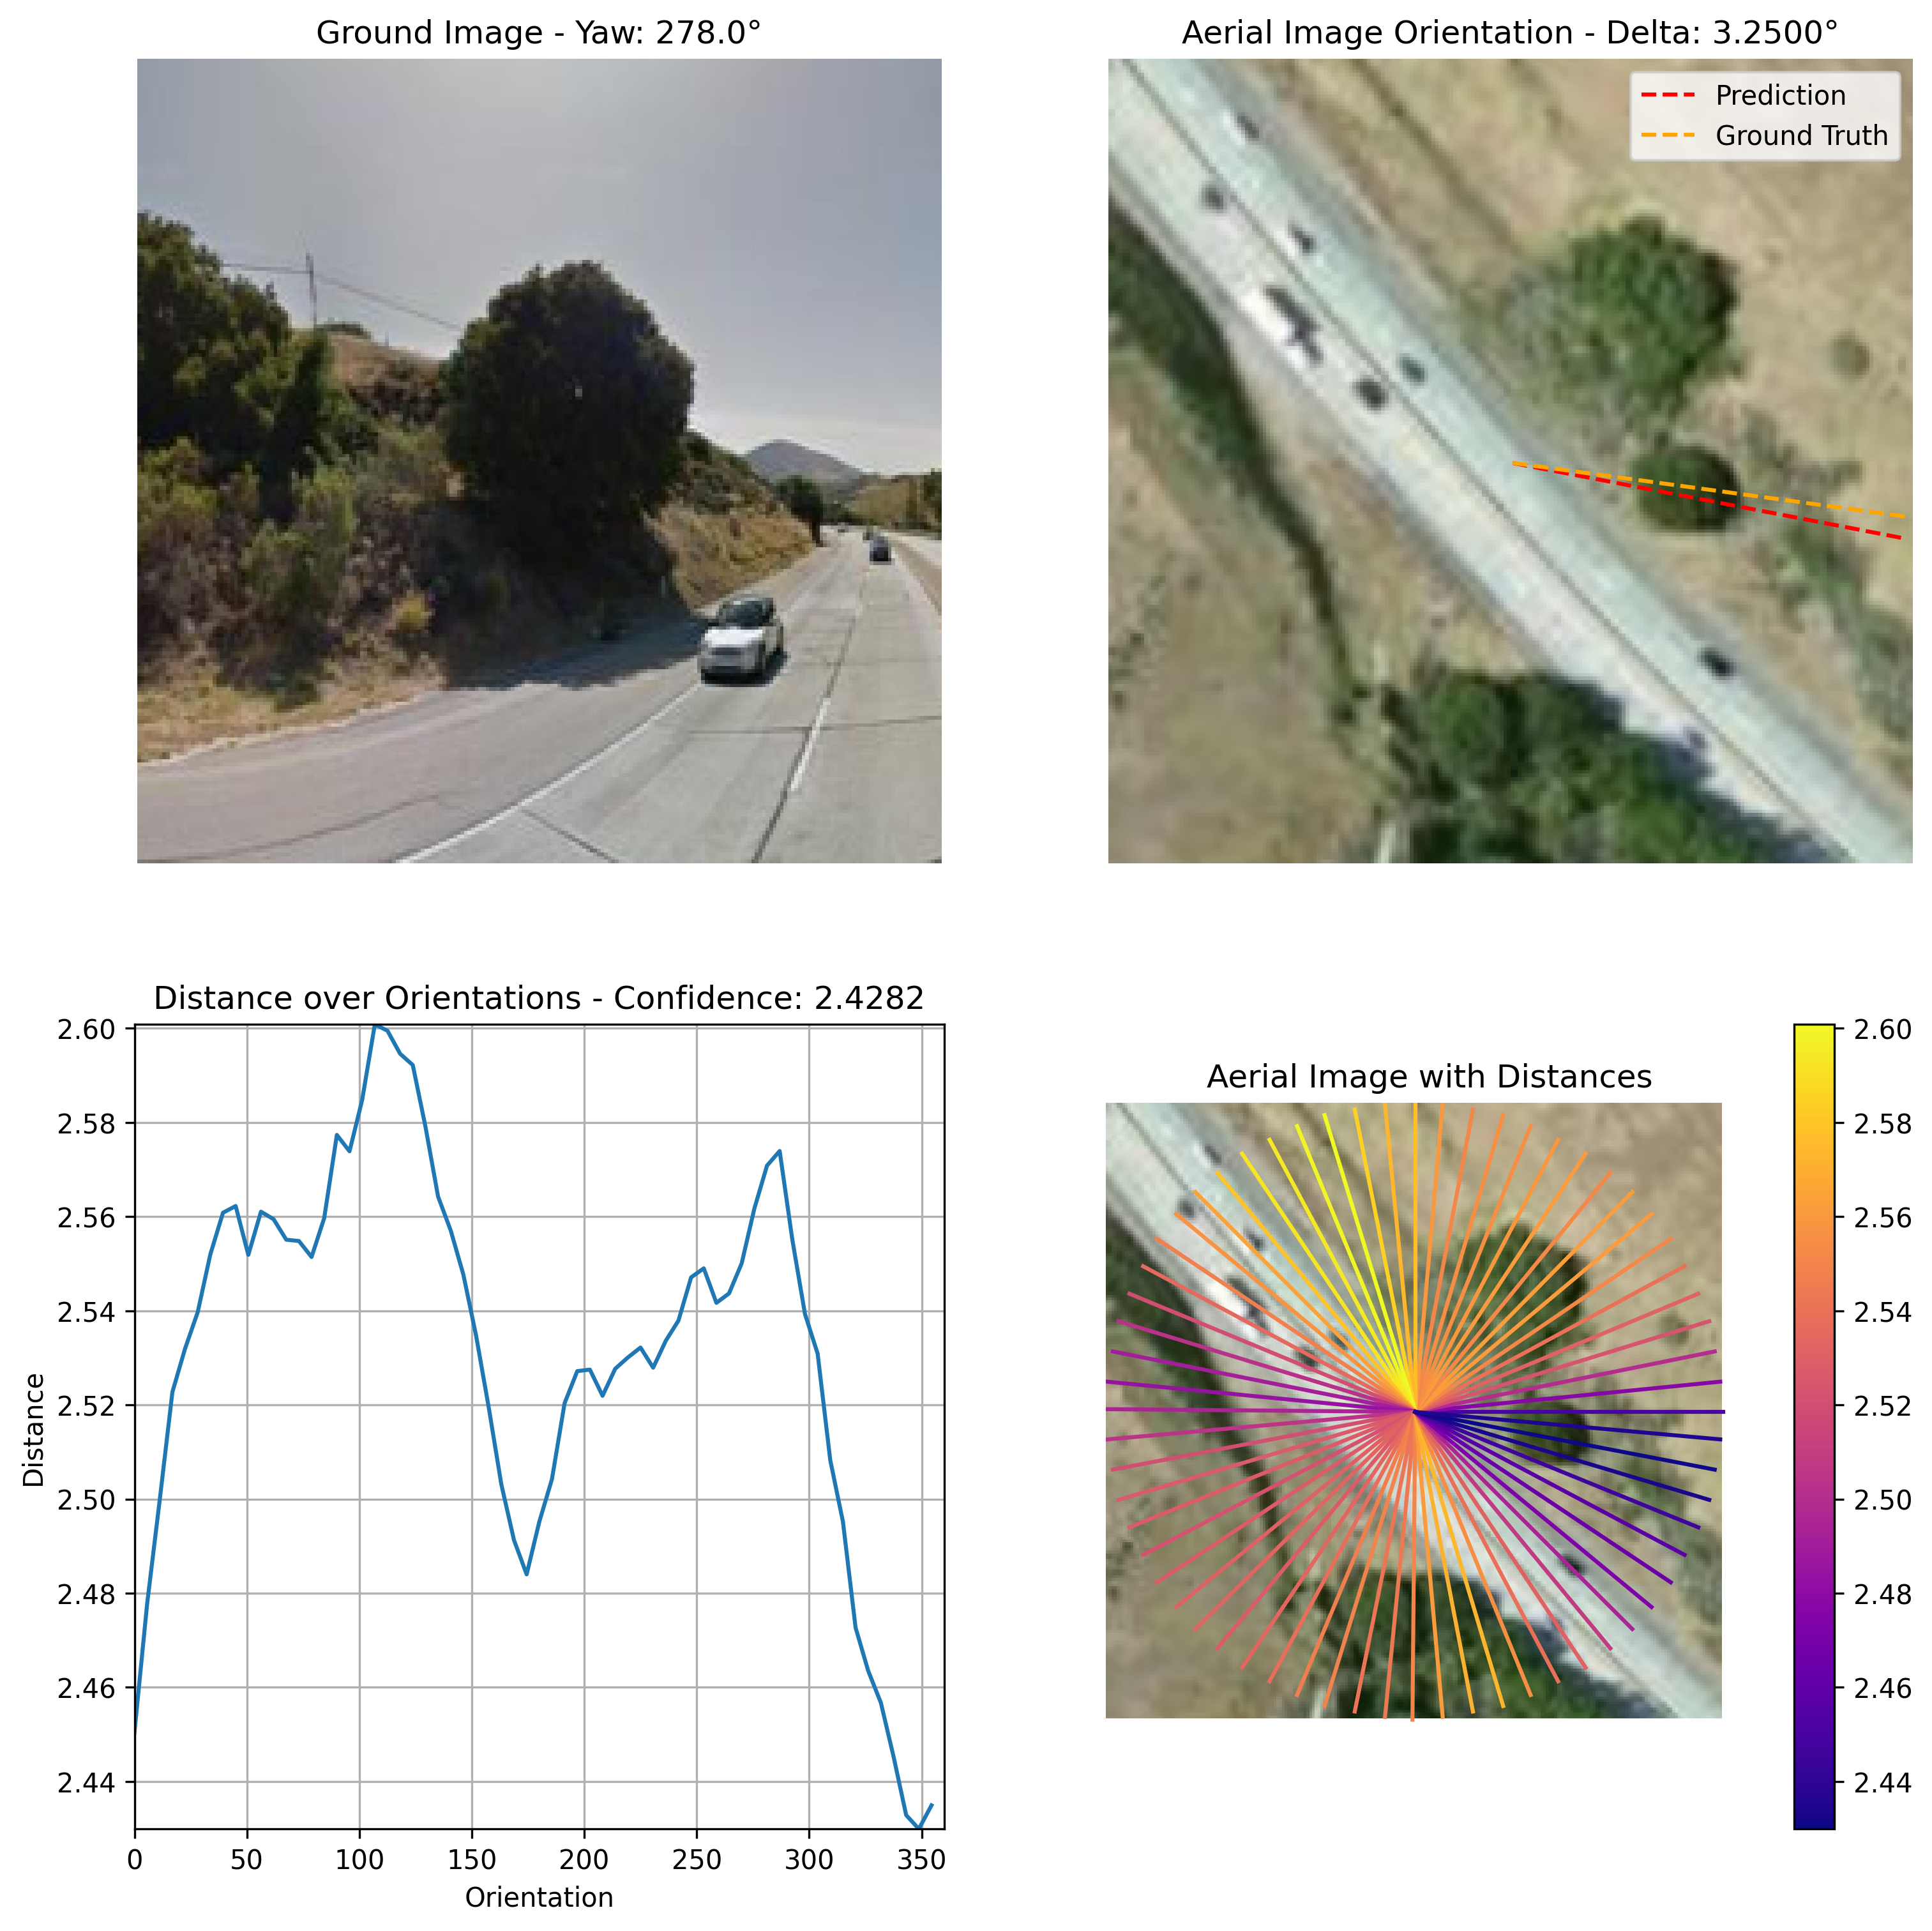 Ground Image - Yaw: 278.0°
Aerial Image Orientation - Delta: 3.2500°
Prediction
Ground Truth
Distance over Orientations - Confidence: 2.4282
2.60
2.58
2.56
2.54
2.52
2.50
2.48
2.46
2.44
Distance
0 50 100 150 200 250 300 350
Orientation
Aerial Image with Distances
2.60
2.58
2.56
2.54
2.52
2.50
2.48
2.46
2.44